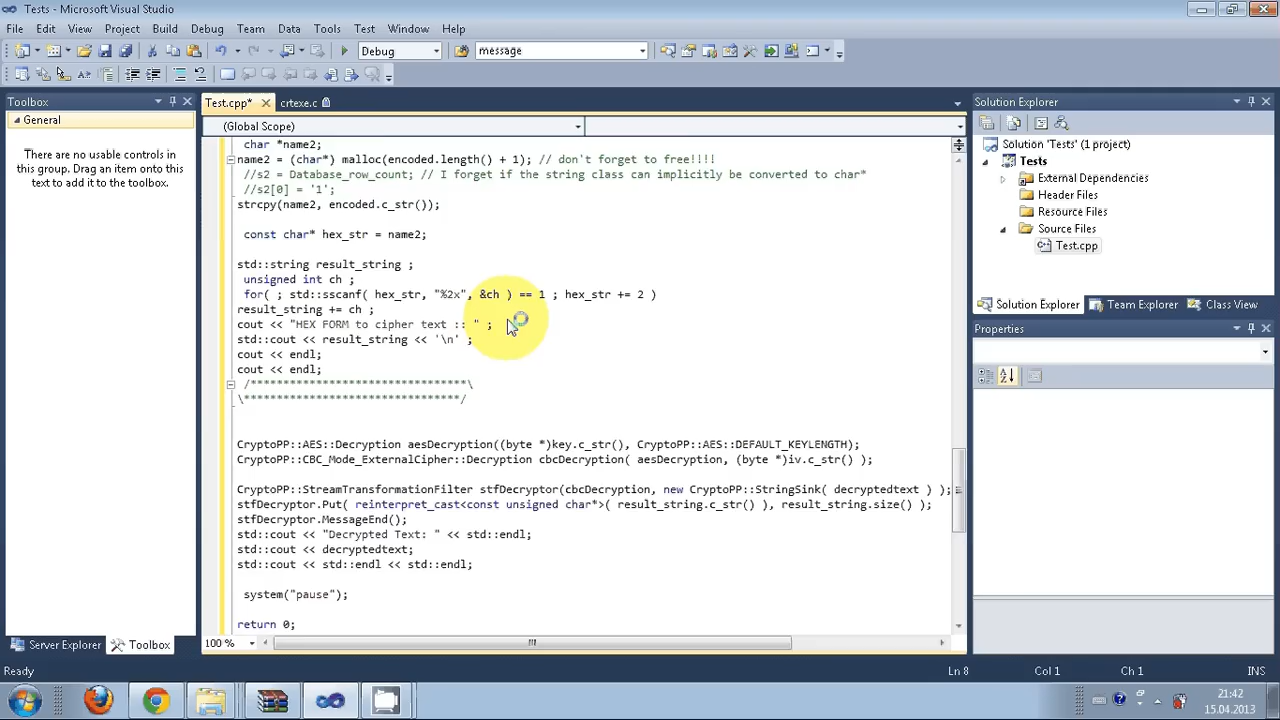 Tests - Microsoft Visual Studio
File Edit View Project Build Debug Team Data Tools Test Window Help
Debug message
Toolbox
General
There are no usable controls in
this group. Drag an item onto this
text to add it to the toolbox.
Server Explorer Toolbox
Test.cpp* crtexe.c
(Global Scope)
char *name2;
name2 = (char*) malloc(encoded.length() + 1); // don't forget to free!!!!
//s2 = Database_row_count; // I forget if the string class can implicitly be converted to char*
//s2[0] = '1';
strcpy(name2, encoded.c_str());
const char* hex_str = name2;
std::string result_string ;
unsigned int ch ;
for( ; std::sscanf( hex_str, "%2x", &ch ) == 1 ; hex_str += 2 )
result_string += ch ;
cout << "HEX FORM to cipher text :: " ;
std::cout << result_string << '\n' ;
cout << endl;
cout << endl;
/*********************************\
\*********************************/
CryptoPP::AES::Decryption aesDecryption((byte *)key.c_str(), CryptoPP::AES::DEFAULT_KEYLENGTH);
CryptoPP::CBC_Mode_ExternalCipher::Decryption cbcDecryption( aesDecryption, (byte *)iv.c_str() );
CryptoPP::StreamTransformationFilter stfDecryptor(cbcDecryption, new CryptoPP::StringSink( decryptedtext ) );
stfDecryptor.Put( reinterpret_cast<const unsigned char*>( result_string.c_str() ), result_string.size() );
stfDecryptor.MessageEnd();
std::cout << "Decrypted Text: " << std::endl;
std::cout << decryptedtext;
std::cout << std::endl << std::endl;
system("pause");
return 0;
100 %
Solution Explorer
Solution 'Tests' (1 project)
Tests
External Dependencies
Header Files
Resource Files
Source Files
Test.cpp
Solution Explorer Team Explorer Class View
Properties
Ready Ln 8 Col 1 Ch 1 INS
21:42
15.04.2013